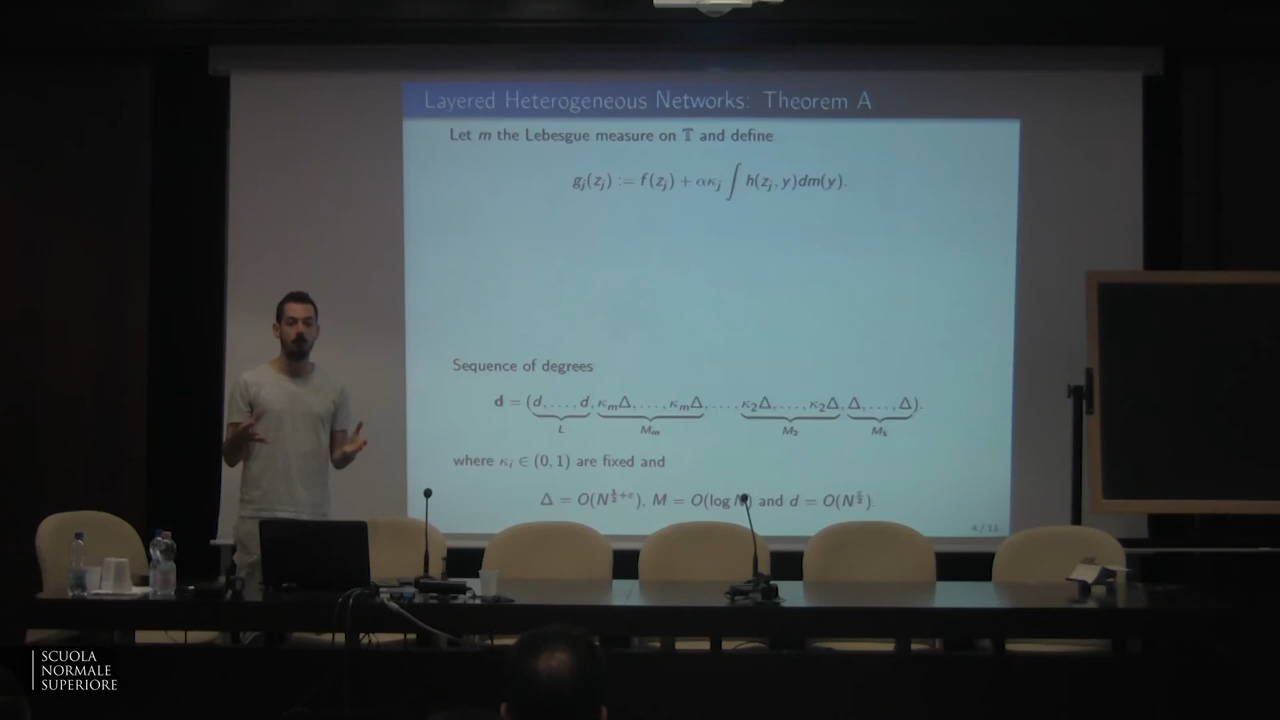 Layered Heterogeneous Networks: Theorem A
Let m the Lebesgue measure on 𝕋 and define
g_j(z_j) := f(z_j) + ακ_j ∫ h(z_j, y)dm(y).
Sequence of degrees
d = (d, . . . , d, κ_mΔ, . . . , κ_mΔ, . . . , κ_2Δ, . . . , κ_2Δ, Δ, . . . , Δ).
L M_m M_2 M_1
where κ_i ∈ (0, 1) are fixed and
Δ = O(N^{½+ε}), M = O(log N) and d = O(N^{ε/2}).
SCUOLA
NORMALE
SUPERIORE